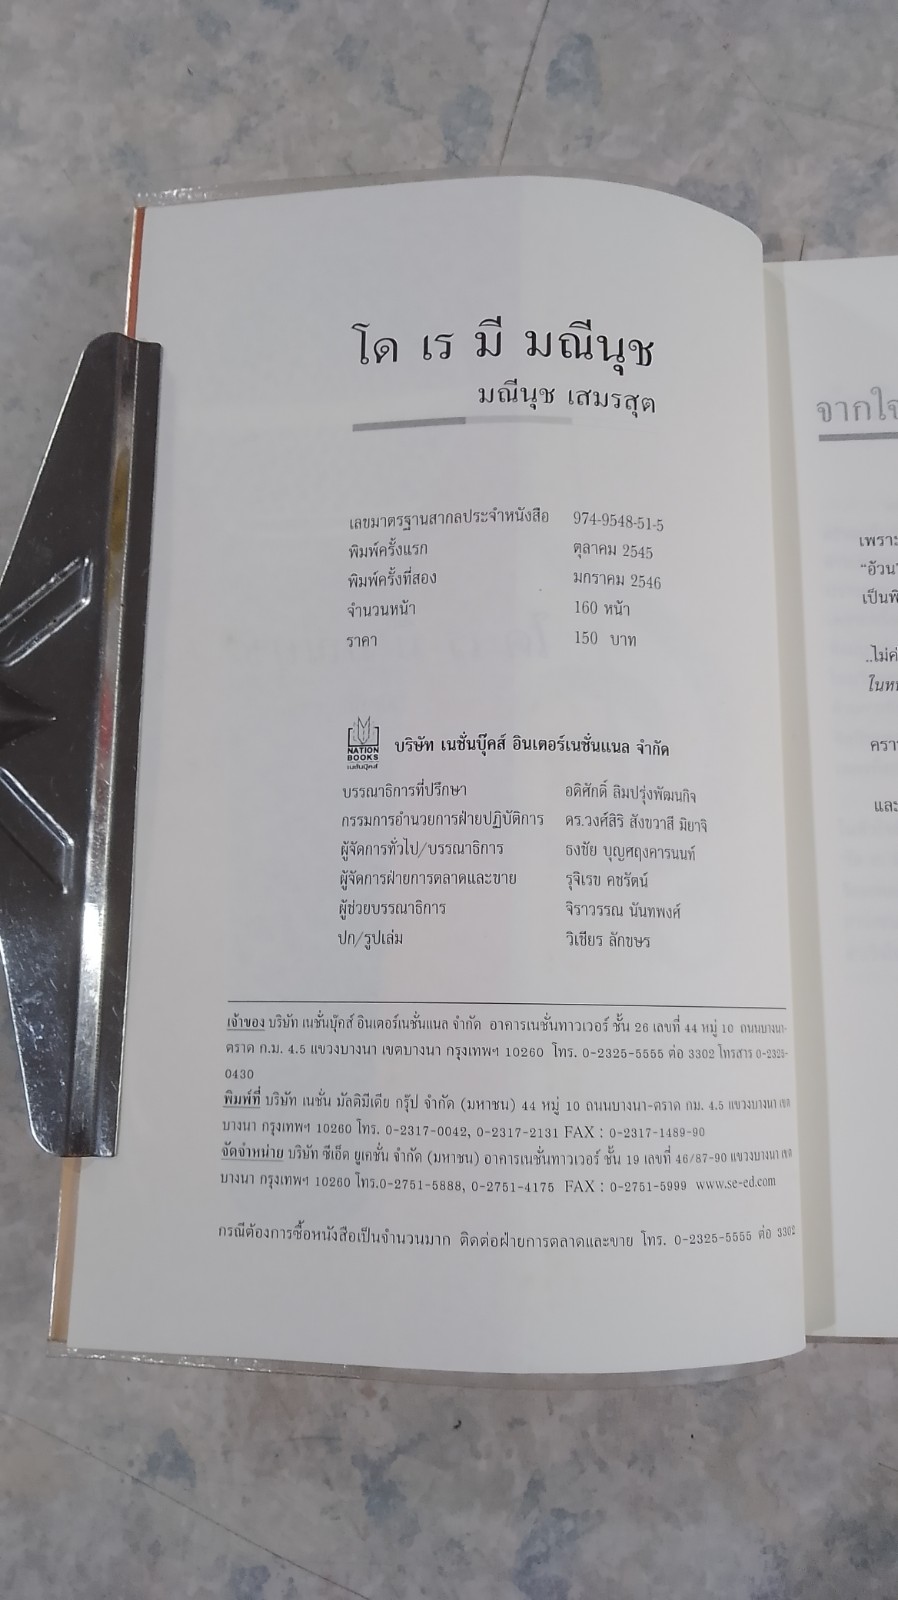 โด เร มี มณีนุช
มณีนุช เสมรสุต
เลขมาตรฐานสากลประจำหนังสือ 974-9548-51-5
พิมพ์ครั้งแรก ตุลาคม 2545
พิมพ์ครั้งที่สอง มกราคม 2546
จำนวนหน้า 160 หน้า
ราคา 150 บาท
NATION
BOOKS
เนชั่นบุ๊คส์
บริษัท เนชั่นบุ๊คส์ อินเตอร์เนชั่นแนล จำกัด
บรรณาธิการที่ปรึกษา อดิศักดิ์ ลิมปรุ่งพัฒนกิจ
กรรมการอำนวยการฝ่ายปฏิบัติการ ดร.วงศ์สิริ สังขวาสี มิยาจิ
ผู้จัดการทั่วไป/บรรณาธิการ ธงชัย บุญศฤงคารนนท์
ผู้จัดการฝ่ายการตลาดและขาย รุจิเรข คชรัตน์
ผู้ช่วยบรรณาธิการ จิราวรรณ นันทพงศ์
ปก/รูปเล่ม วิเชียร ลักขษร
เจ้าของ บริษัท เนชั่นบุ๊คส์ อินเตอร์เนชั่นแนล จำกัด อาคารเนชั่นทาวเวอร์ ชั้น 26 เลขที่ 44 หมู่ 10 ถนนบางนา-
ตราด ก.ม. 4.5 แขวงบางนา เขตบางนา กรุงเทพฯ 10260 โทร. 0-2325-5555 ต่อ 3302 โทรสาร 0-2325-
0430
พิมพ์ที่ บริษัท เนชั่น มัลติมีเดีย กรุ๊ป จำกัด (มหาชน) 44 หมู่ 10 ถนนบางนา-ตราด กม. 4.5 แขวงบางนา เขต
บางนา กรุงเทพฯ 10260 โทร. 0-2317-0042, 0-2317-2131 FAX : 0-2317-1489-90
จัดจำหน่าย บริษัท ซีเอ็ด ยูเคชั่น จำกัด (มหาชน) อาคารเนชั่นทาวเวอร์ ชั้น 19 เลขที่ 46/87-90 แขวงบางนา เขต
บางนา กรุงเทพฯ 10260 โทร.0-2751-5888, 0-2751-4175 FAX : 0-2751-5999 www.se-ed.com
กรณีต้องการซื้อหนังสือเป็นจำนวนมาก ติดต่อฝ่ายการตลาดและขาย โทร. 0-2325-5555 ต่อ 3302
จากใจ
เพราะ
"อ้วน"
..ไม่ค่
และ